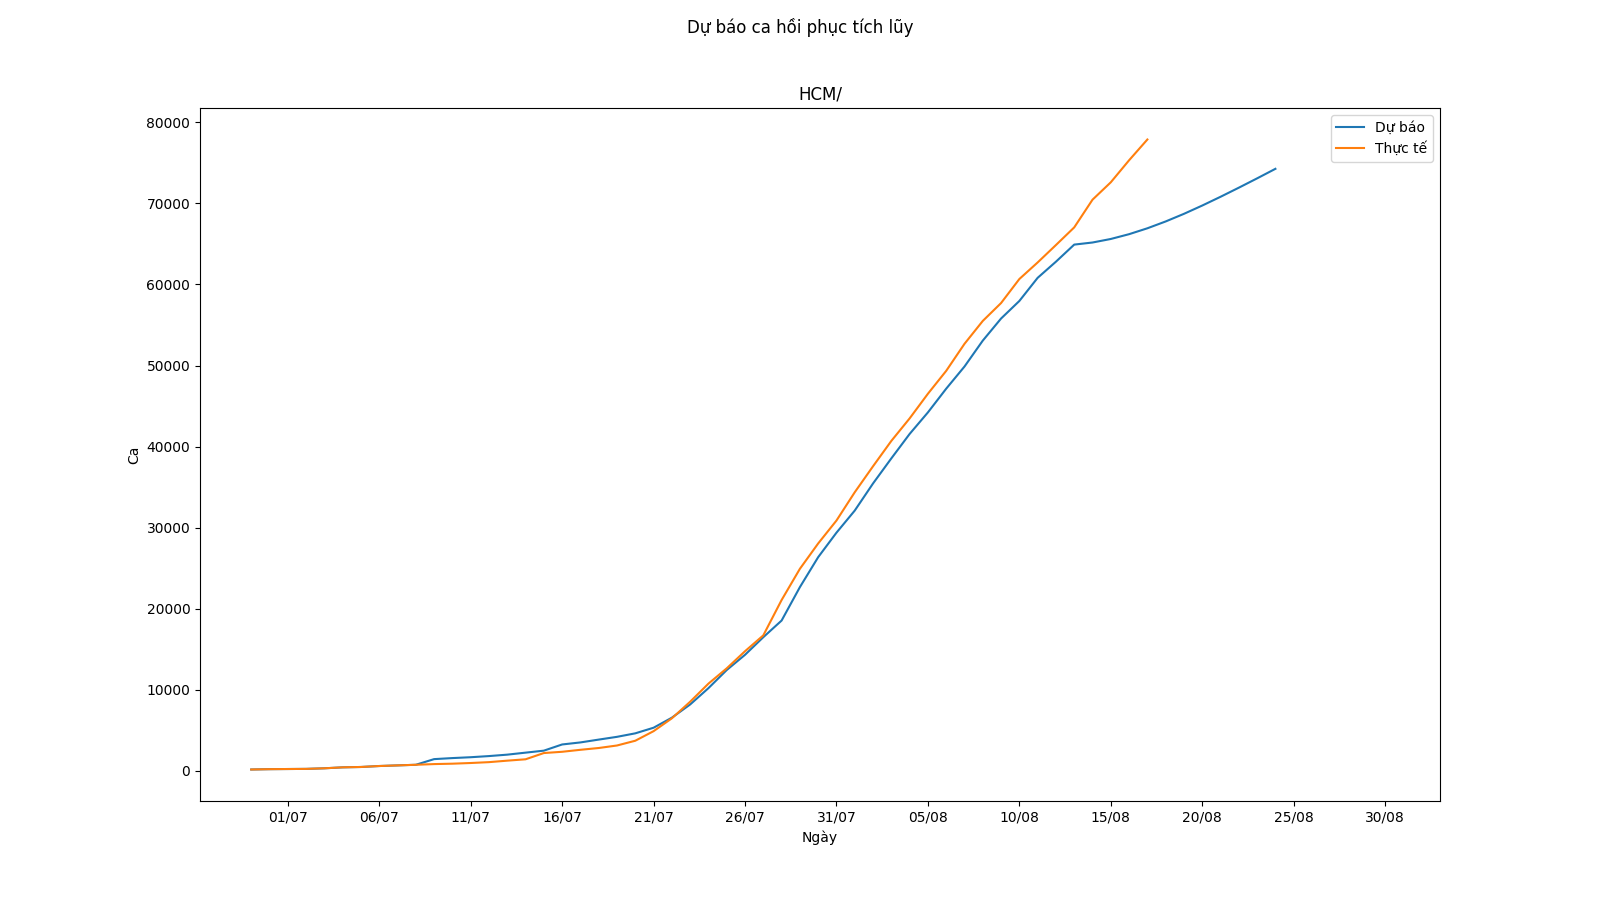 Dự báo ca hồi phục tích lũy
HCM/
Dự báo
Thực tế
80000
70000
60000
50000
40000
30000
20000
10000
0
Ca
01/07 06/07 11/07 16/07 21/07 26/07 31/07 05/08 10/08 15/08 20/08 25/08 30/08
Ngày